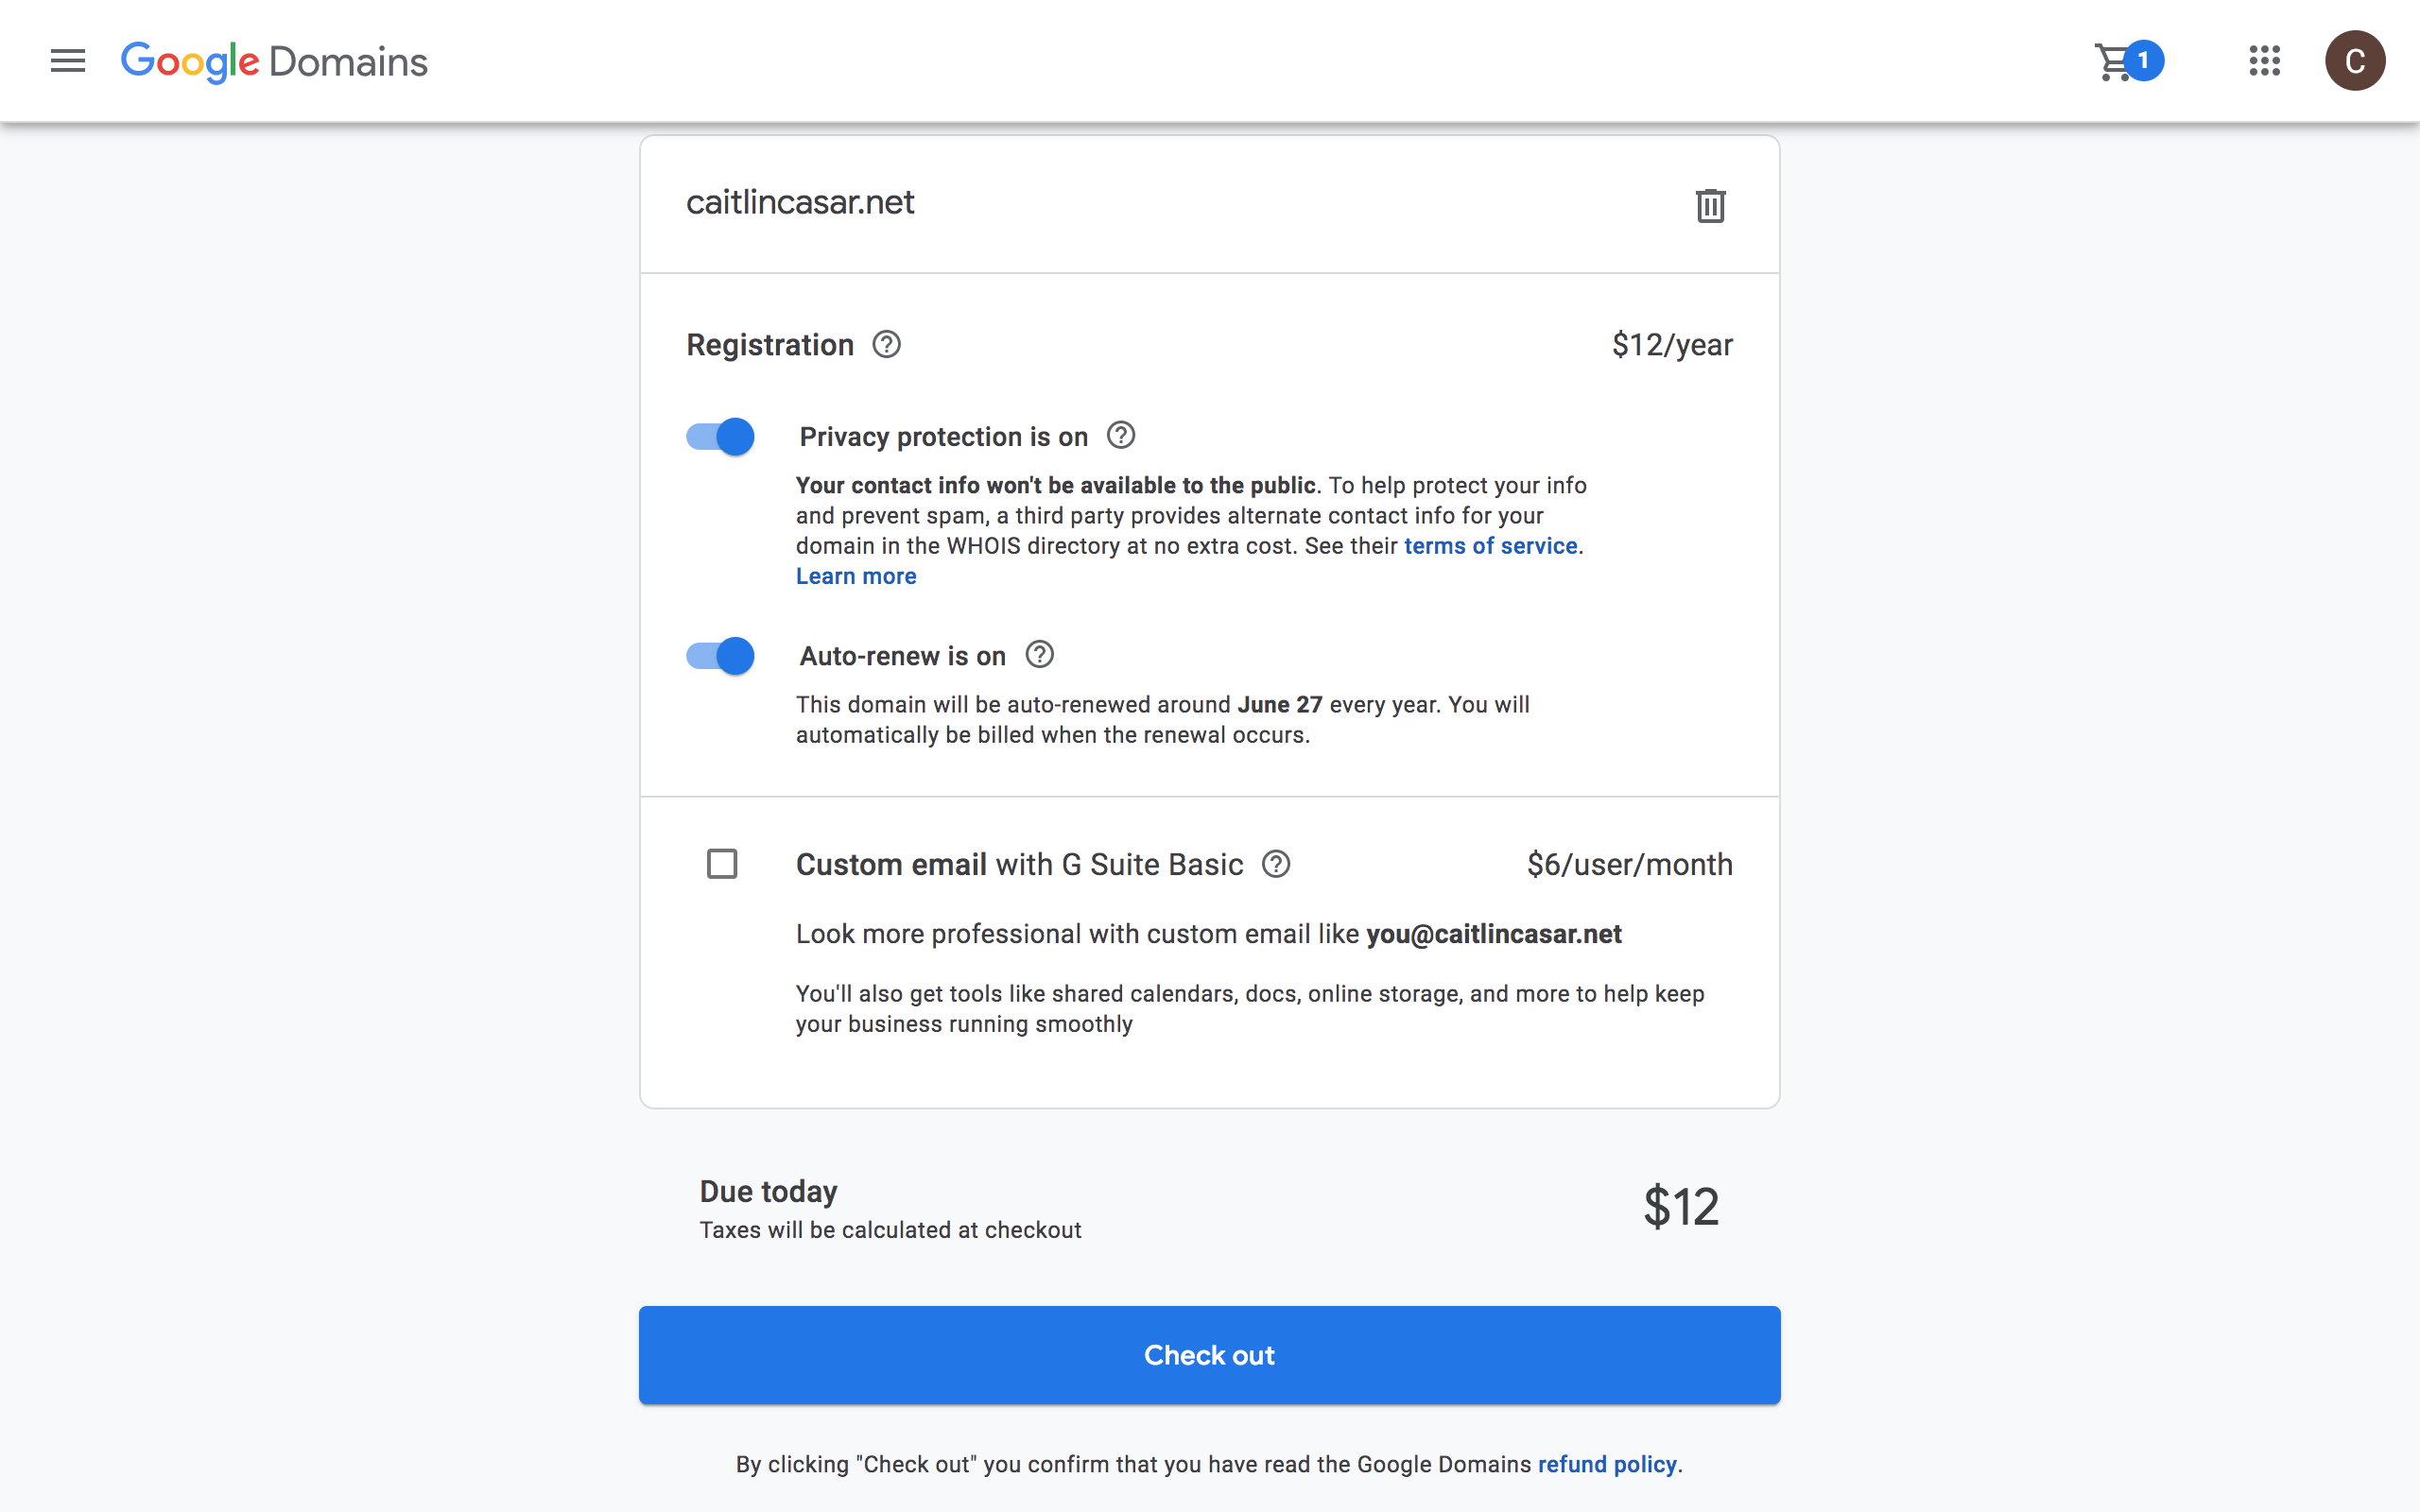 Google Domains
1
C
caitlincasar.net
Registration
$12/year
Privacy protection is on
Your contact info won't be available to the public. To help protect your info
and prevent spam, a third party provides alternate contact info for your
domain in the WHOIS directory at no extra cost. See their terms of service.
Learn more
Auto-renew is on
This domain will be auto-renewed around June 27 every year. You will
automatically be billed when the renewal occurs.
Custom email with G Suite Basic
$6/user/month
Look more professional with custom email like you@caitlincasar.net
You'll also get tools like shared calendars, docs, online storage, and more to help keep
your business running smoothly
Due today
$12
Taxes will be calculated at checkout
Check out
By clicking "Check out" you confirm that you have read the Google Domains refund policy.